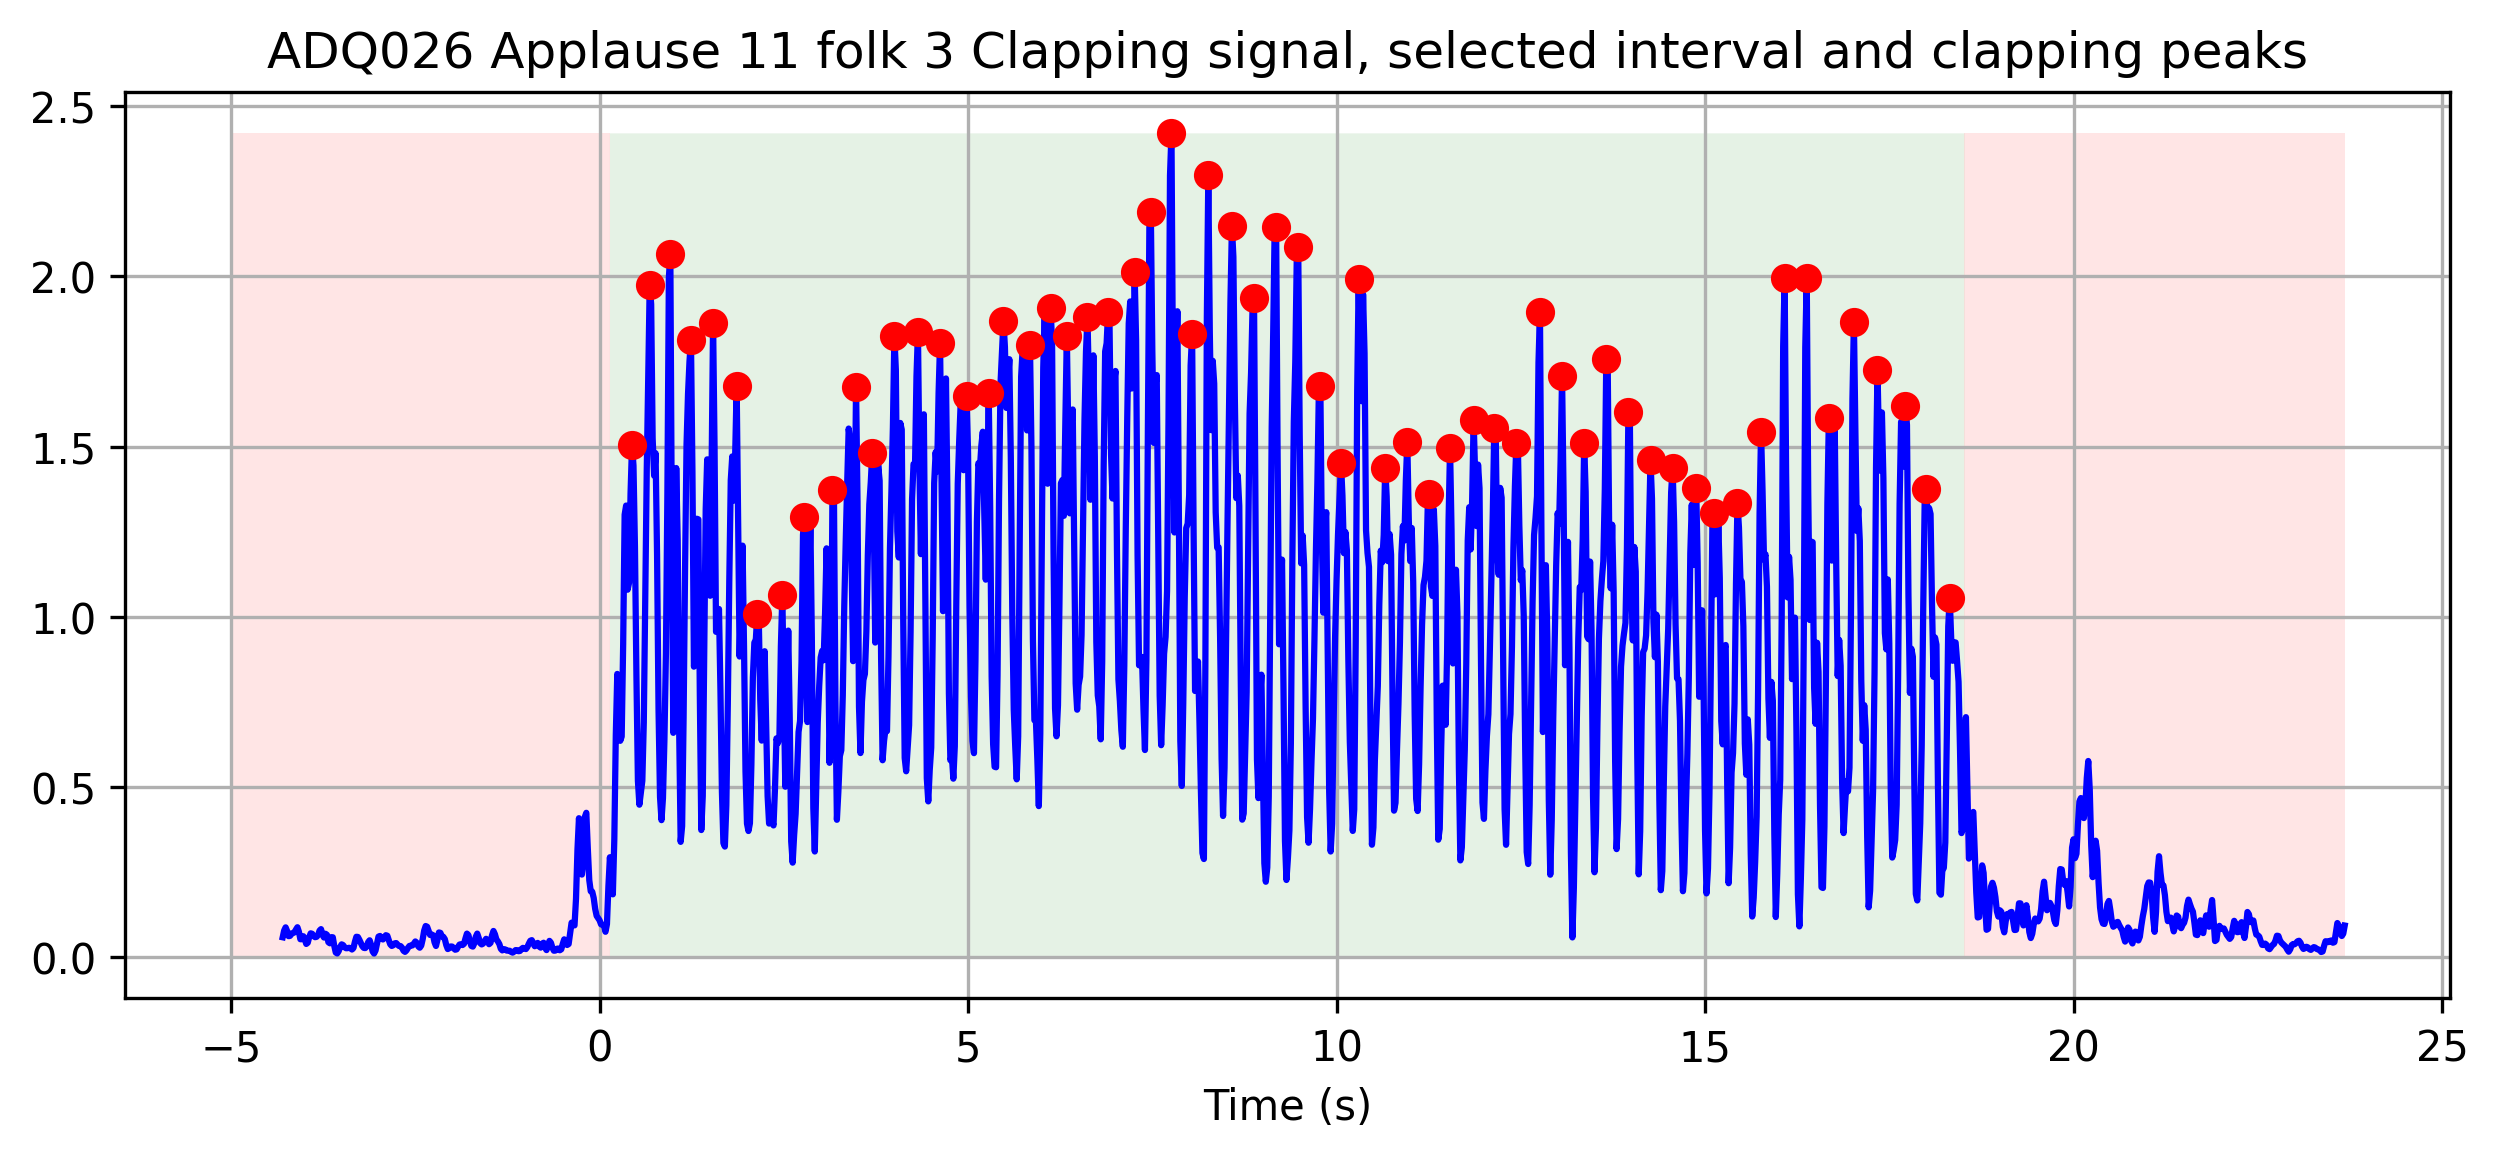 ADQ026 Applause 11 folk 3 Clapping signal, selected interval and clapping peaks
2.5
2.0
1.5
1.0
0.5
0.0
−5 0 5 10 15 20 25
Time (s)